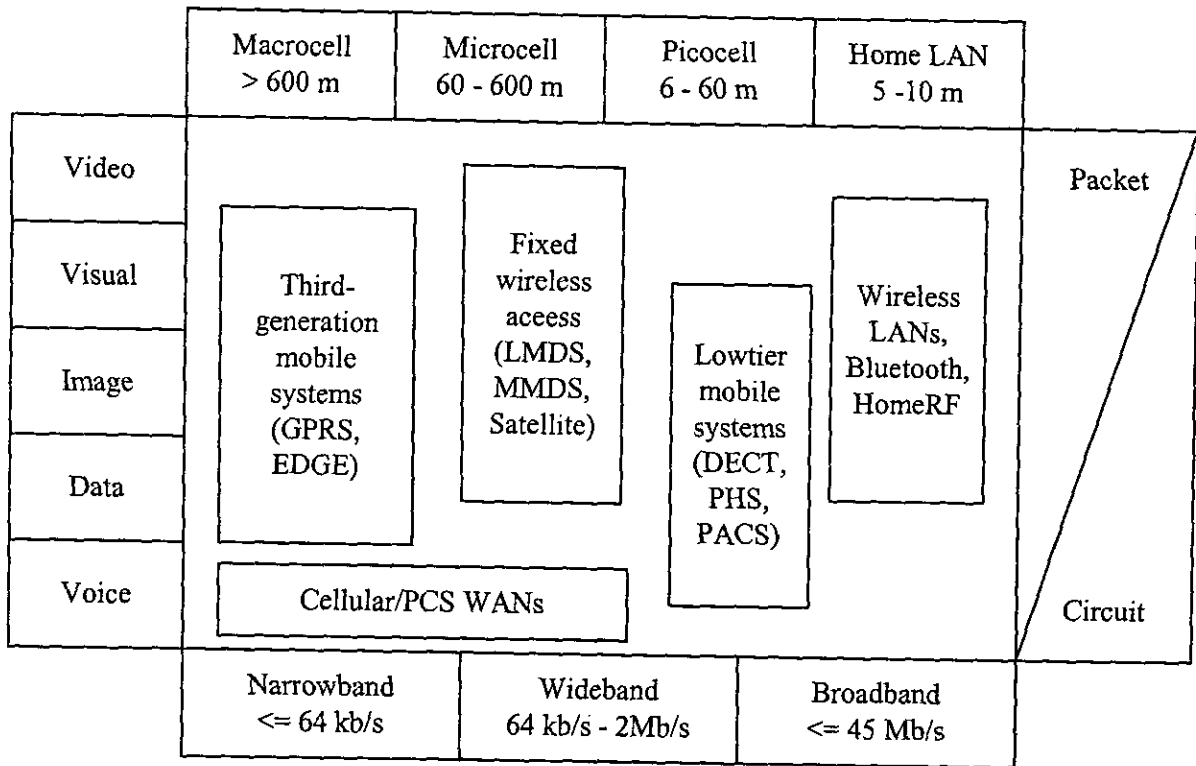 Macrocell
> 600 m
Microcell
60 - 600 m
Picocell
6 - 60 m
Home LAN
5 -10 m
Video
Visual
Image
Data
Voice
Third-
generation
mobile
systems
(GPRS,
EDGE)
Fixed
wireless
aceess
(LMDS,
MMDS,
Satellite)
Lowtier
mobile
systems
(DECT,
PHS,
PACS)
Wireless
LANs,
Bluetooth,
HomeRF
Cellular/PCS WANs
Packet
Circuit
Narrowband
<= 64 kb/s
Wideband
64 kb/s - 2Mb/s
Broadband
<= 45 Mb/s